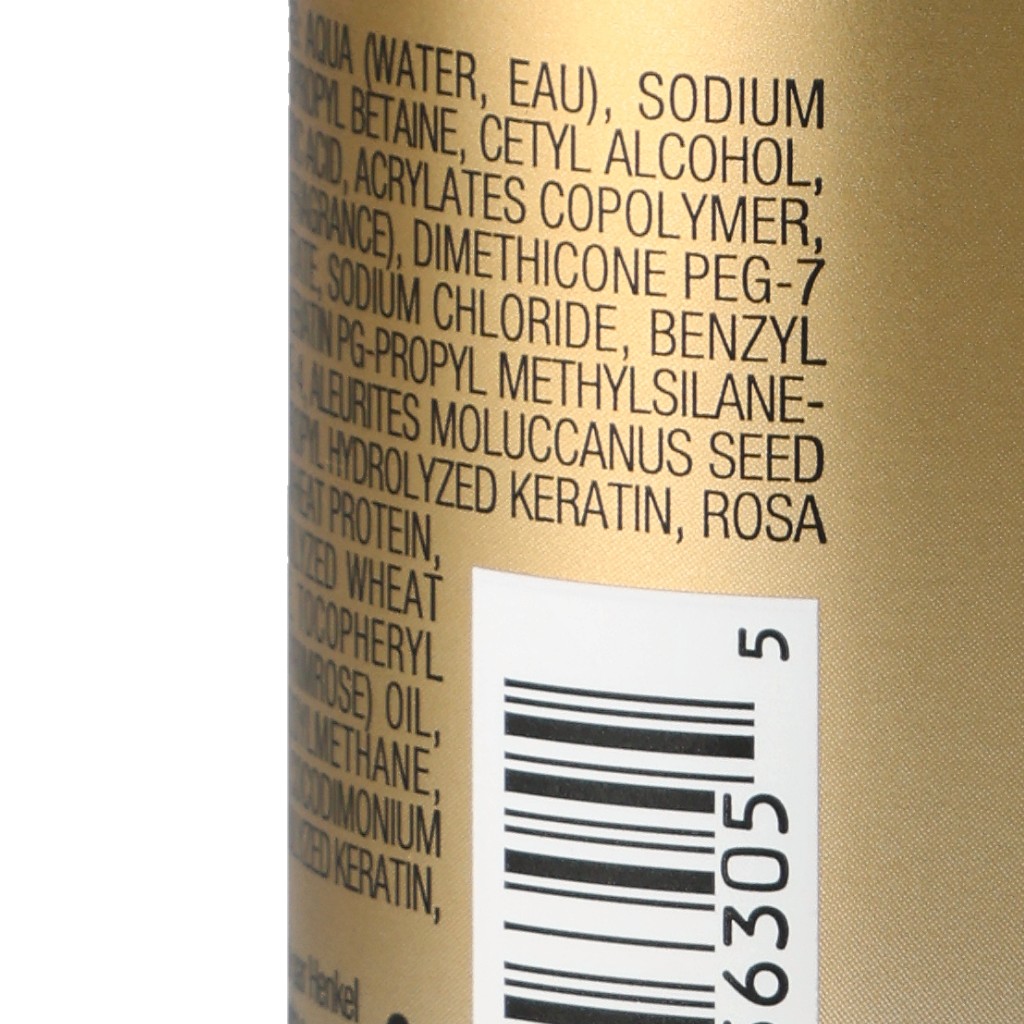 AQUA (WATER, EAU), SODIUM
BETAINE, CETYL ALCOHOL,
ACRYLATES COPOLYMER,
DIMETHICONE PEG-7
SODIUM CHLORIDE, BENZYL
PG-PROPYL METHYLSILANE-
ALEURITES MOLUCCANUS SEED
HYDROLYZED KERATIN, ROSA
PROTEIN,
WHEAT
TOCOPHERYL
OIL,
KERATIN,
Henkel
5
6305